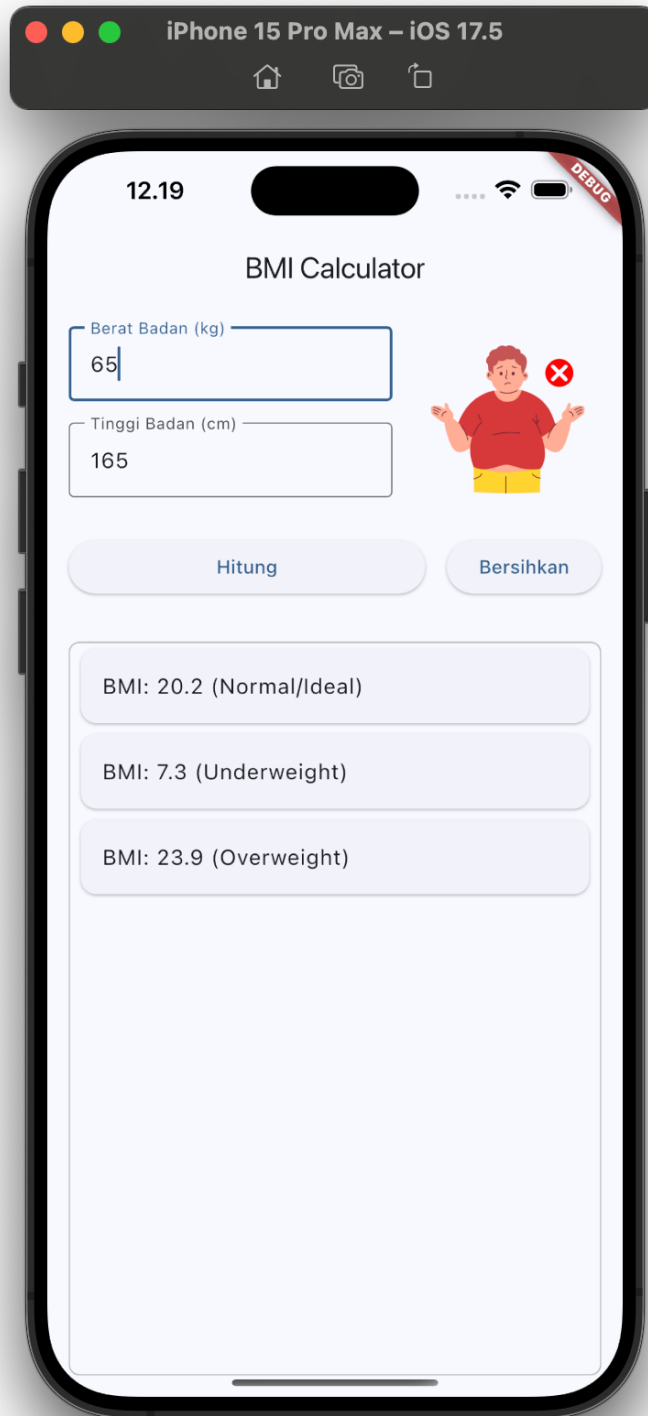 iPhone 15 Pro Max – iOS 17.5
12.19
DEBUG
BMI Calculator
Berat Badan (kg)
65
Tinggi Badan (cm)
165
Hitung
Bersihkan
BMI: 20.2 (Normal/Ideal)
BMI: 7.3 (Underweight)
BMI: 23.9 (Overweight)